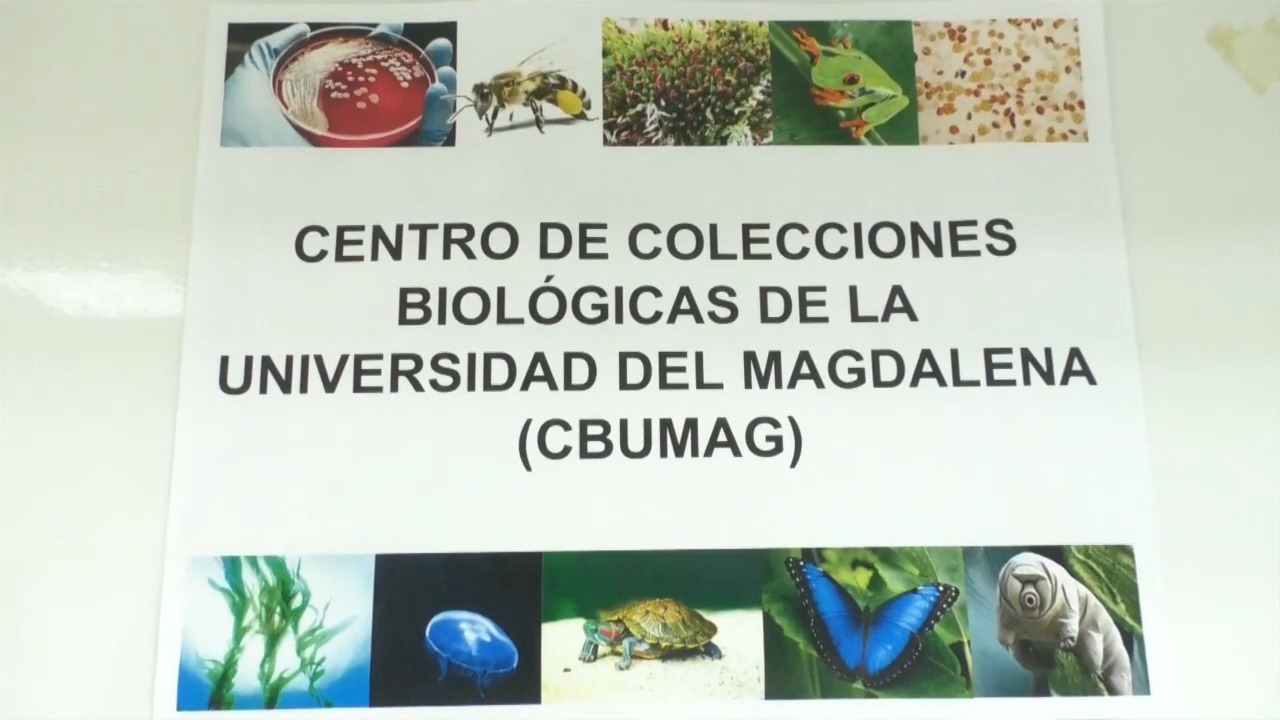 CENTRO DE COLECCIONES
BIOLÓGICAS DE LA
UNIVERSIDAD DEL MAGDALENA
(CBUMAG)